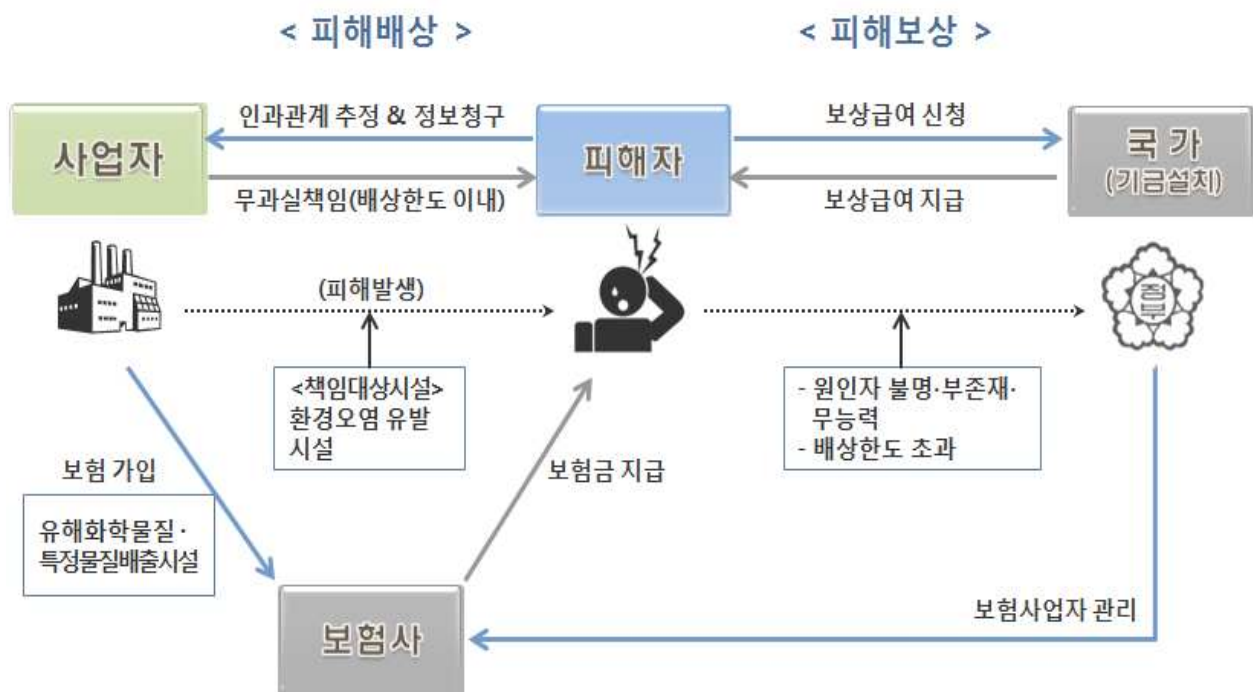 < 피해배상 >
< 피해보상 >
사업자
인과관계 추정 & 정보청구
무과실책임(배상한도 이내)
피해자
보상급여 신청
보상급여 지급
국 가
(기금설치)
(피해발생)
정부
<책임대상시설>
환경오염 유발
시설
- 원인자 불명·부존재·
무능력
- 배상한도 초과
보험 가입
유해화학물질·
특정물질배출시설
보험금 지급
보험사
보험사업자 관리